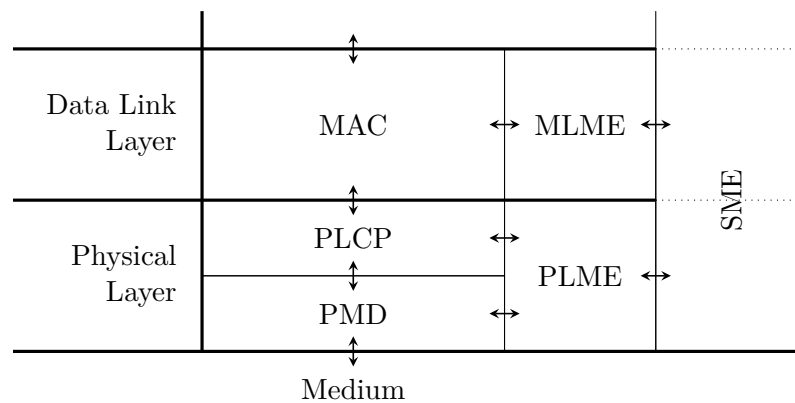 Data Link
Layer
MAC
MLME
SME
PLCP
Physical
Layer
PLME
PMD
Medium